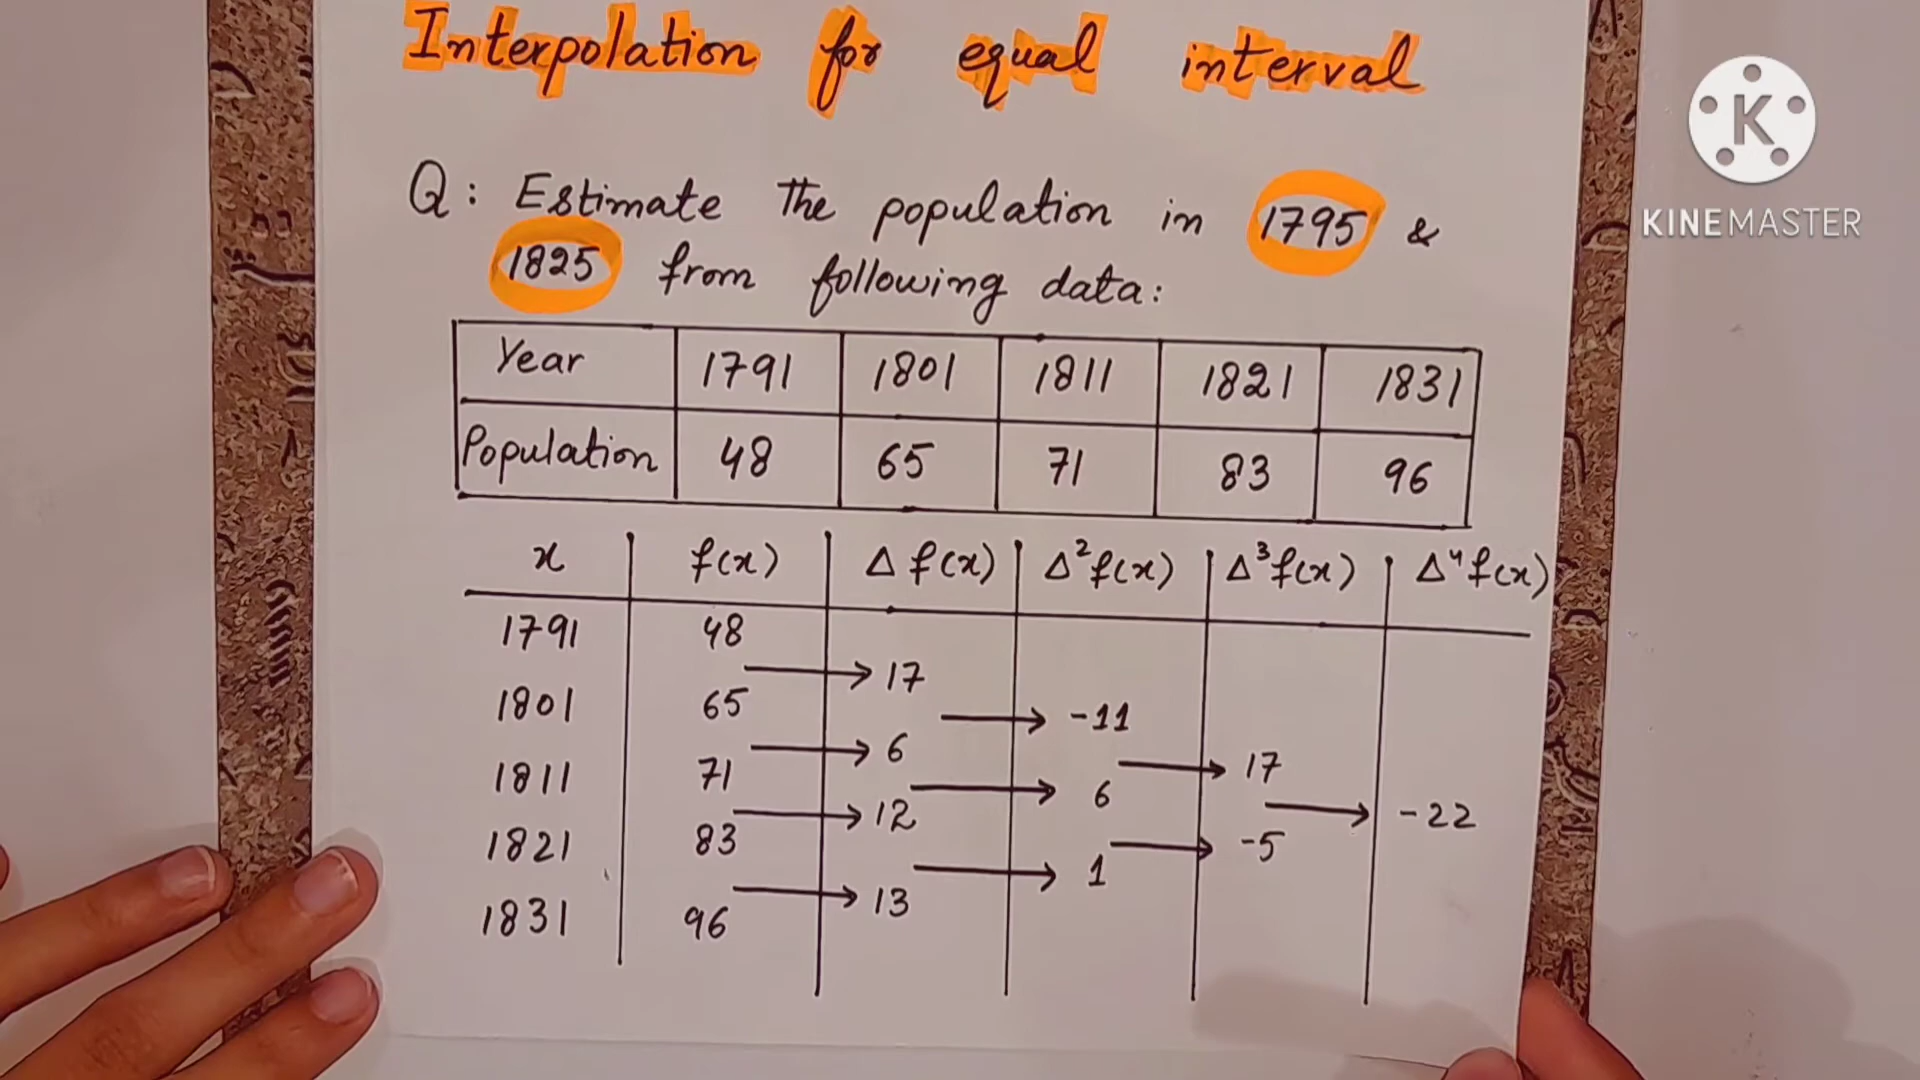 Interpolation for equal interval
Q: Estimate the population in 1795 &
1825 from following data:
Year 1791 1801 1811 1821 1831
Population 48 65 71 83 96
x f(x) Δ f(x) Δ²f(x) Δ³f(x) Δ⁴f(x)
1791 48
→ 17
1801 65 → -11
→ 6 → 17
1811 71 → 6 → -22
→ 12 → -5
1821 83 → 1
→ 13
1831 96
K
KINEMASTER